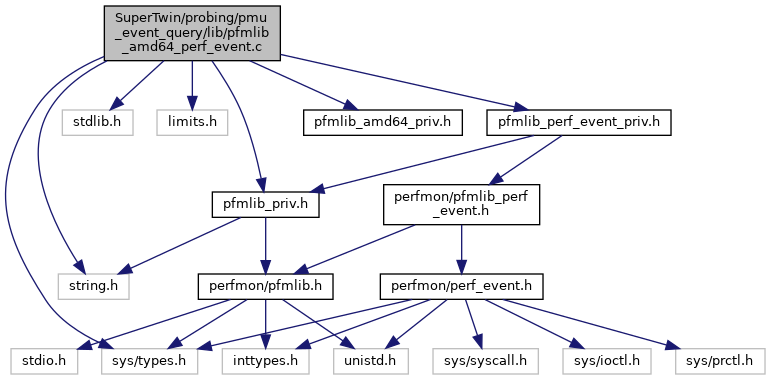 SuperTwin/probing/pmu
_event_query/lib/pfmlib
_amd64_perf_event.c
stdlib.h
limits.h
pfmlib_amd64_priv.h
pfmlib_perf_event_priv.h
pfmlib_priv.h
perfmon/pfmlib_perf
_event.h
string.h
perfmon/pfmlib.h
perfmon/perf_event.h
stdio.h
sys/types.h
inttypes.h
unistd.h
sys/syscall.h
sys/ioctl.h
sys/prctl.h